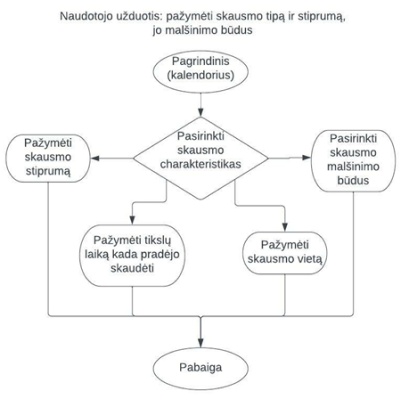 Naudotojo užduotis: pažymėti skausmo tipą ir stiprumą,
jo malšinimo būdus
Pagrindinis
(kalendorius)
Pažymėti
skausmo
stiprumą
Pasirinkti
skausmo
charakteristikas
Pasirinkti
skausmo
malšinimo
būdus
Pažymėti tikslų
laiką kada pradėjo
skaudėti
Pažymėti
skausmo vietą
Pabaiga